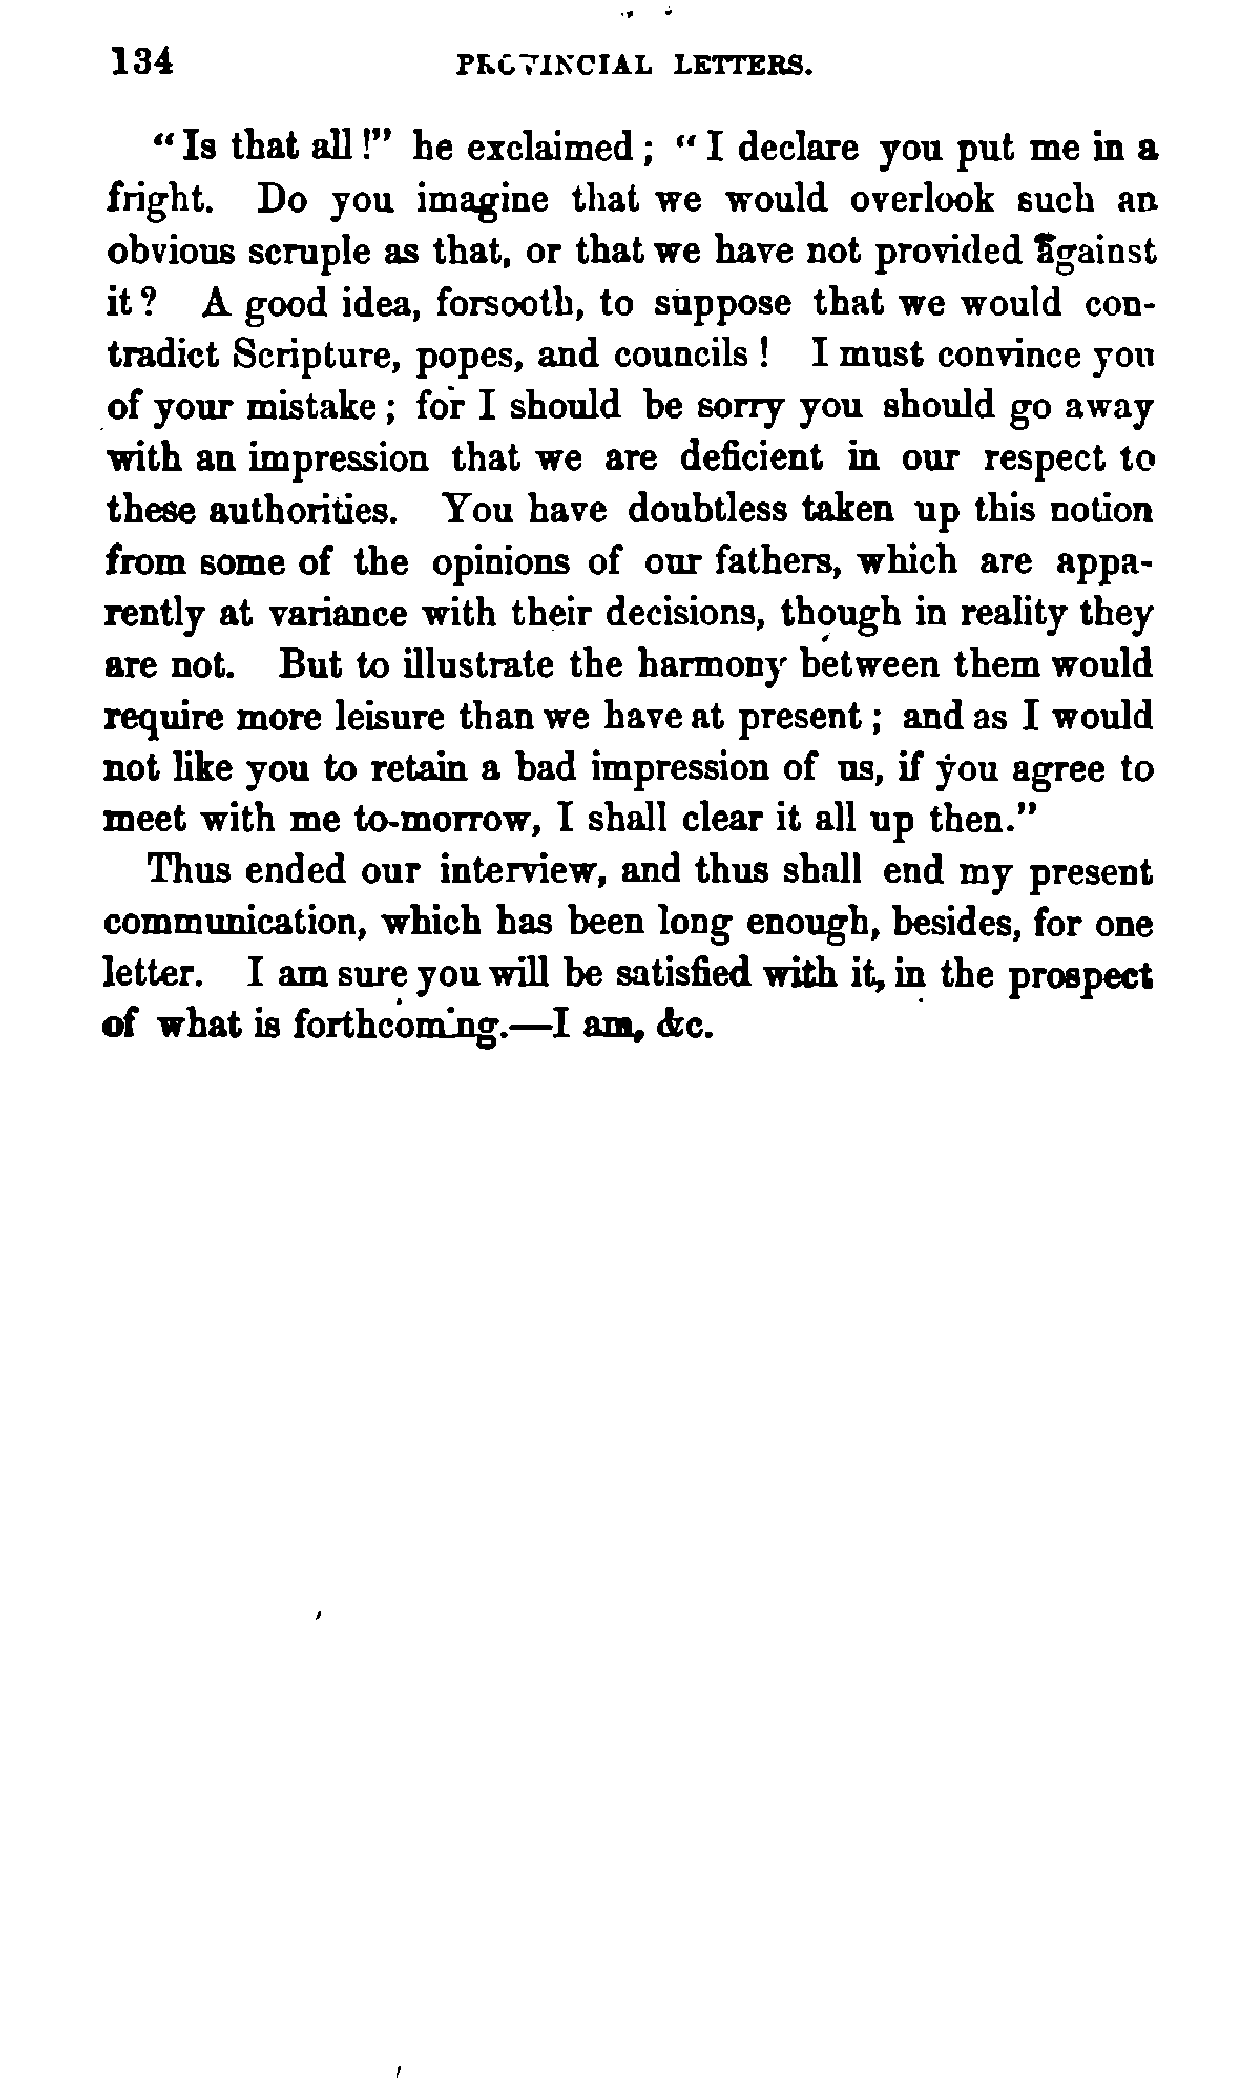 134 PROVINCIAL LETTERS.
"Is that all!" he exclaimed; "I declare you put me in a
fright. Do you imagine that we would overlook such an
obvious scruple as that, or that we have not provided against
it? A good idea, forsooth, to suppose that we would con-
tradict Scripture, popes, and councils! I must convince you
of your mistake; for I should be sorry you should go away
with an impression that we are deficient in our respect to
these authorities. You have doubtless taken up this notion
from some of the opinions of our fathers, which are appa-
rently at variance with their decisions, though in reality they
are not. But to illustrate the harmony between them would
require more leisure than we have at present; and as I would
not like you to retain a bad impression of us, if you agree to
meet with me to-morrow, I shall clear it all up then."
Thus ended our interview, and thus shall end my present
communication, which has been long enough, besides, for one
letter. I am sure you will be satisfied with it, in the prospect
of what is forthcoming.—I am, &c.